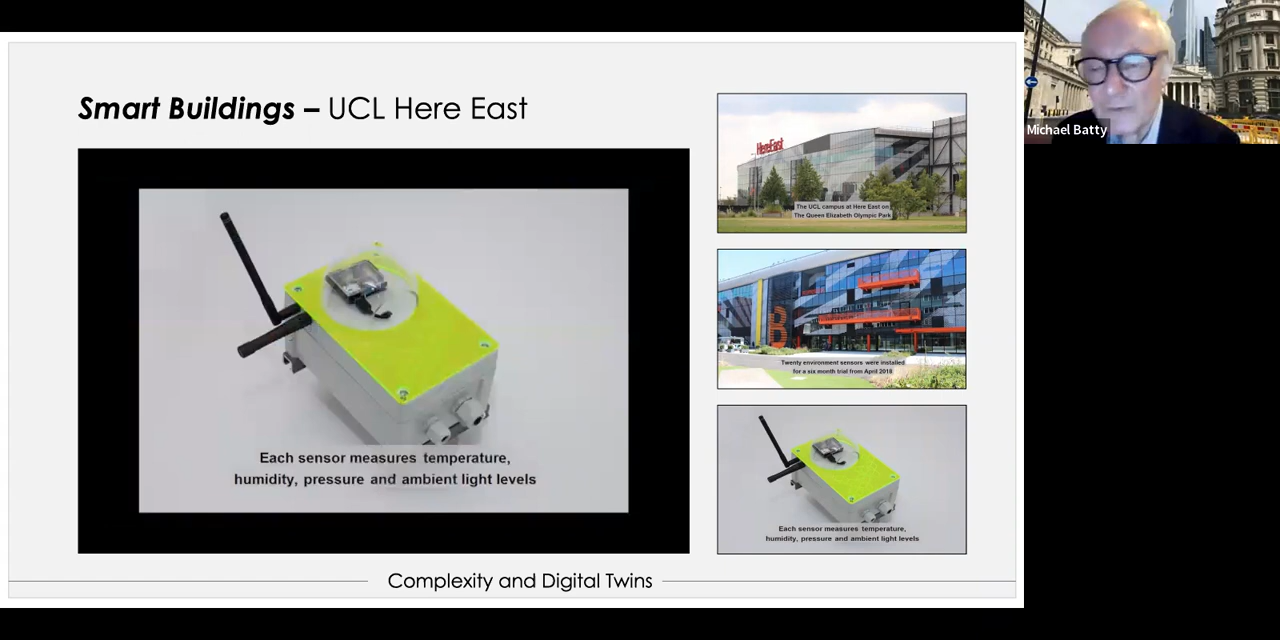 Smart Buildings – UCL Here East
Each sensor measures temperature,
humidity, pressure and ambient light levels
HereEast
The UCL campus at Here East on
The Queen Elizabeth Olympic Park
B
Twenty environment sensors were installed
for a six month trial from April 2018
Each sensor measures temperature,
humidity, pressure and ambient light levels
Complexity and Digital Twins
Michael Batty